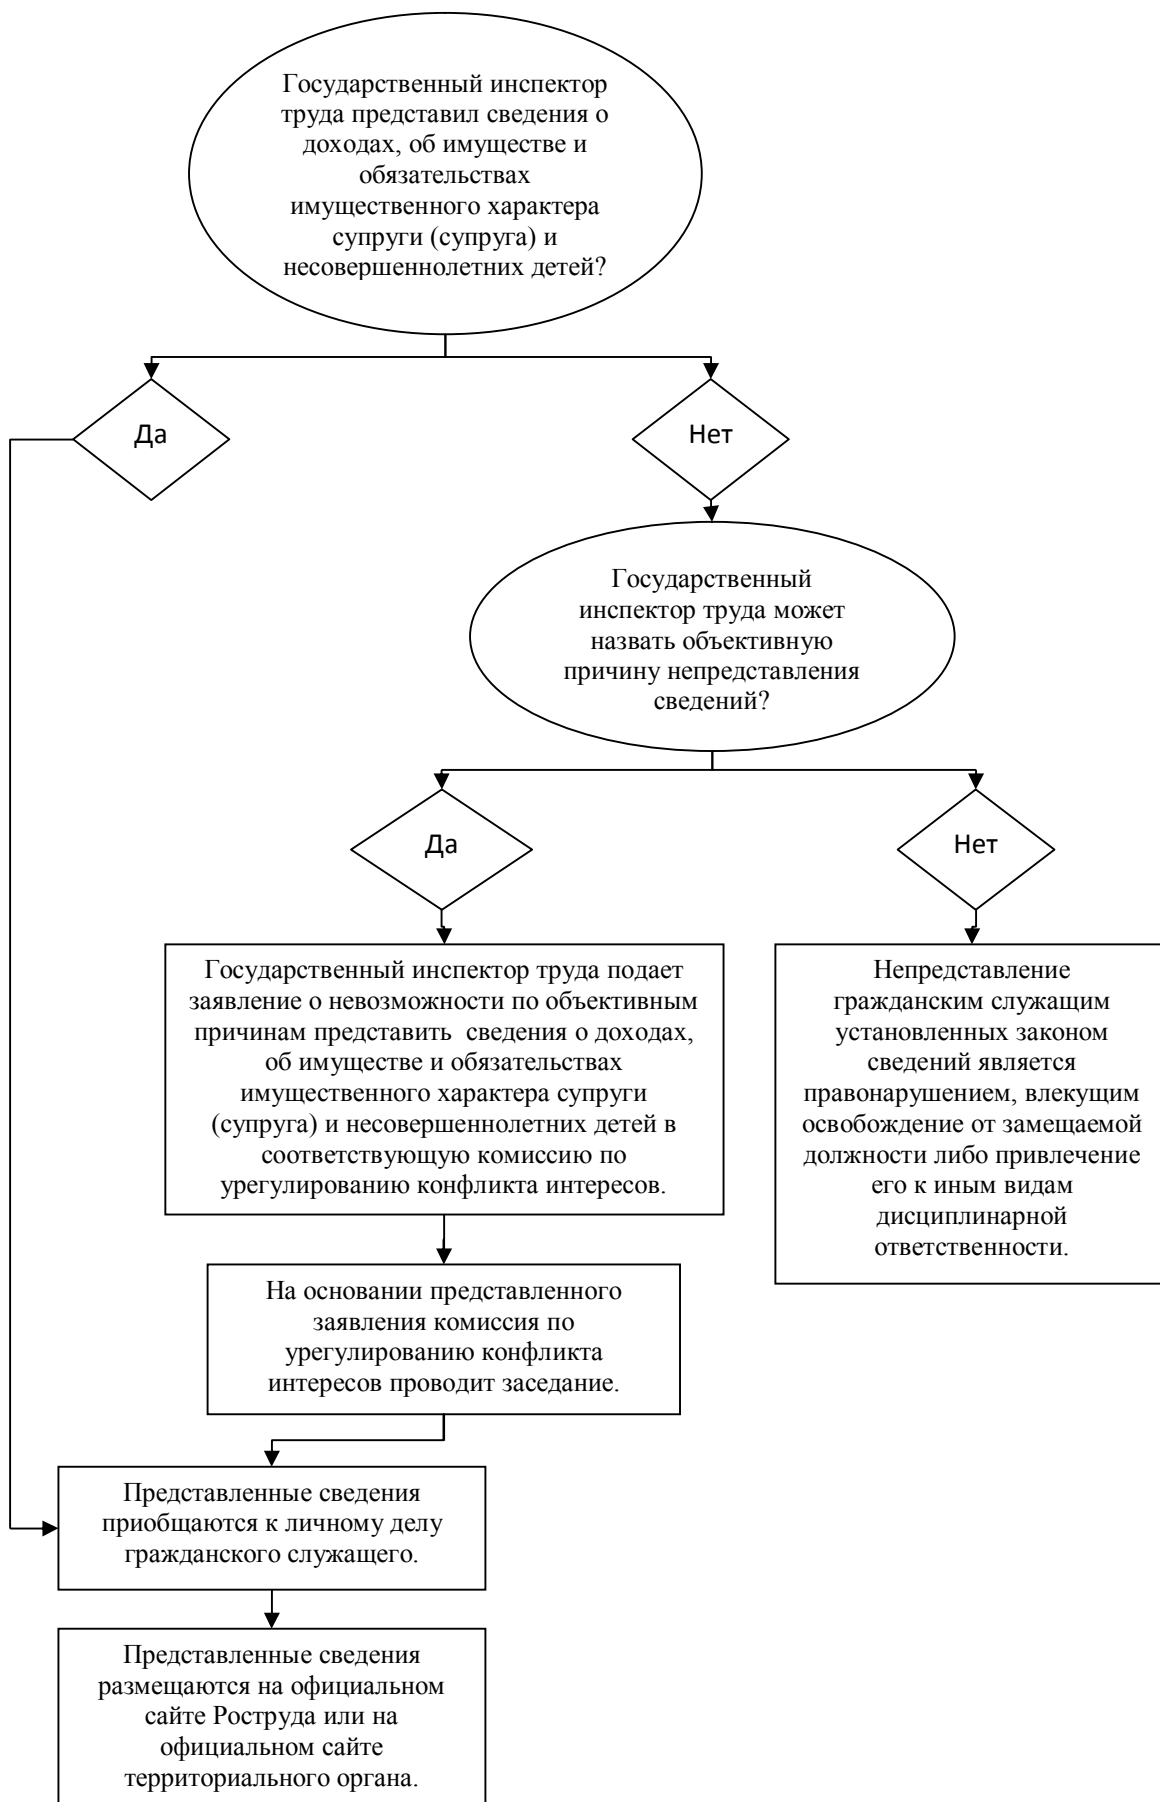 Государственный инспектор
труда представил сведения о
доходах, об имуществе и
обязательствах
имущественного характера
супруги (супруга) и
несовершеннолетних детей?
Да
Нет
Государственный
инспектор труда может
назвать объективную
причину непредставления
сведений?
Да
Нет
Государственный инспектор труда подает
заявление о невозможности по объективным
причинам представить сведения о доходах,
об имуществе и обязательствах
имущественного характера супруги
(супруга) и несовершеннолетних детей в
соответствующую комиссию по
урегулированию конфликта интересов.
Непредставление
гражданским служащим
установленных законом
сведений является
правонарушением, влекущим
освобождение от замещаемой
должности либо привлечение
его к иным видам
дисциплинарной
ответственности.
На основании представленного
заявления комиссия по
урегулированию конфликта
интересов проводит заседание.
Представленные сведения
приобщаются к личному делу
гражданского служащего.
Представленные сведения
размещаются на официальном
сайте Роструда или на
официальном сайте
территориального органа.